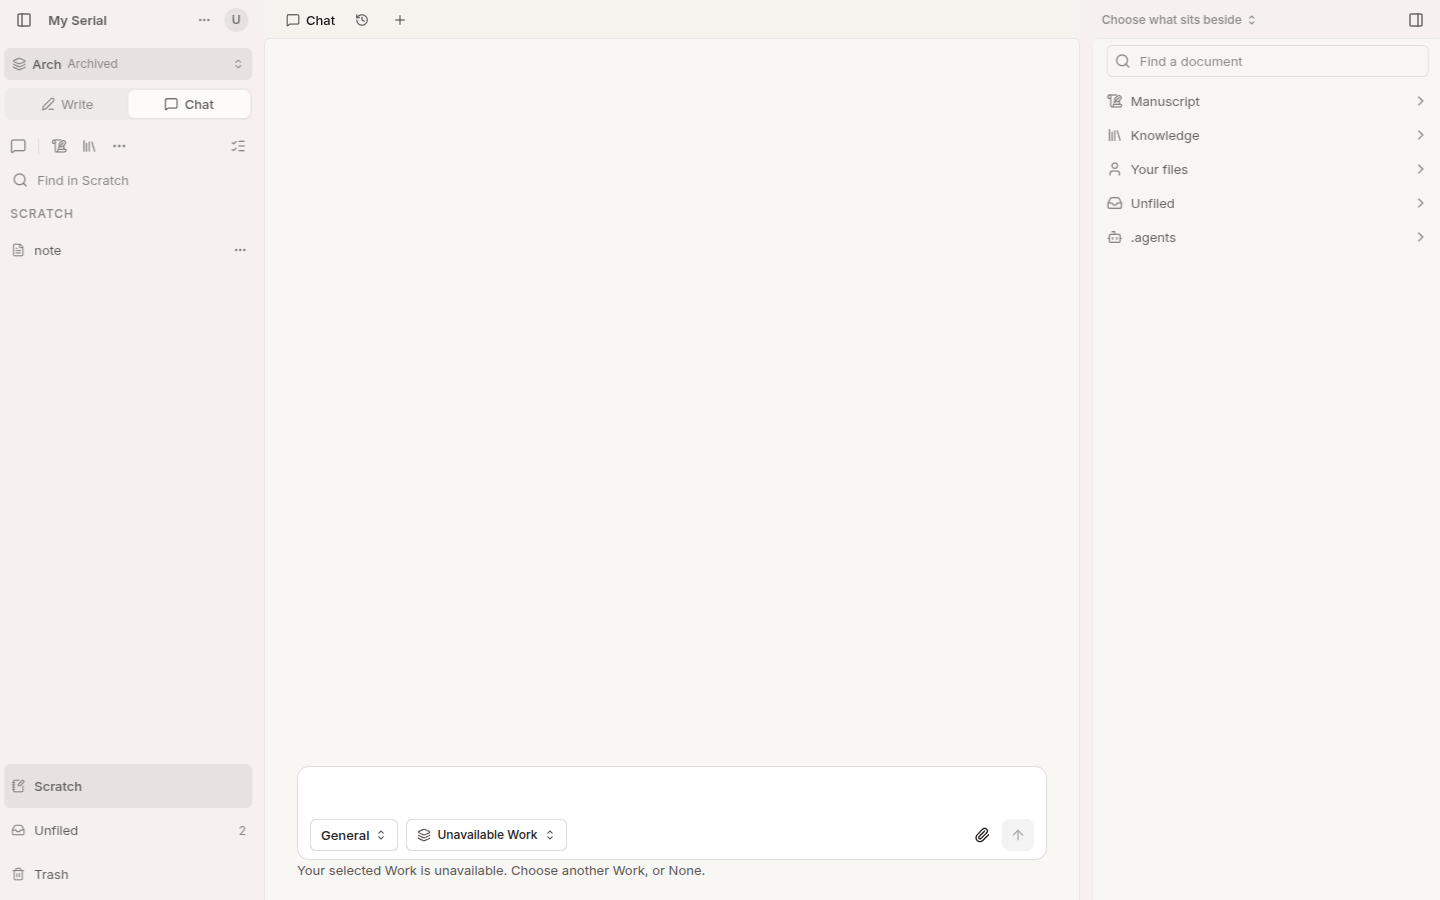 My Serial
U
Arch Archived
Write
Chat
Find in Scratch
SCRATCH
note
Scratch
Unfiled 2
Trash
Chat
General
Unavailable Work
Your selected Work is unavailable. Choose another Work, or None.
Choose what sits beside
Find a document
Manuscript
Knowledge
Your files
Unfiled
.agents